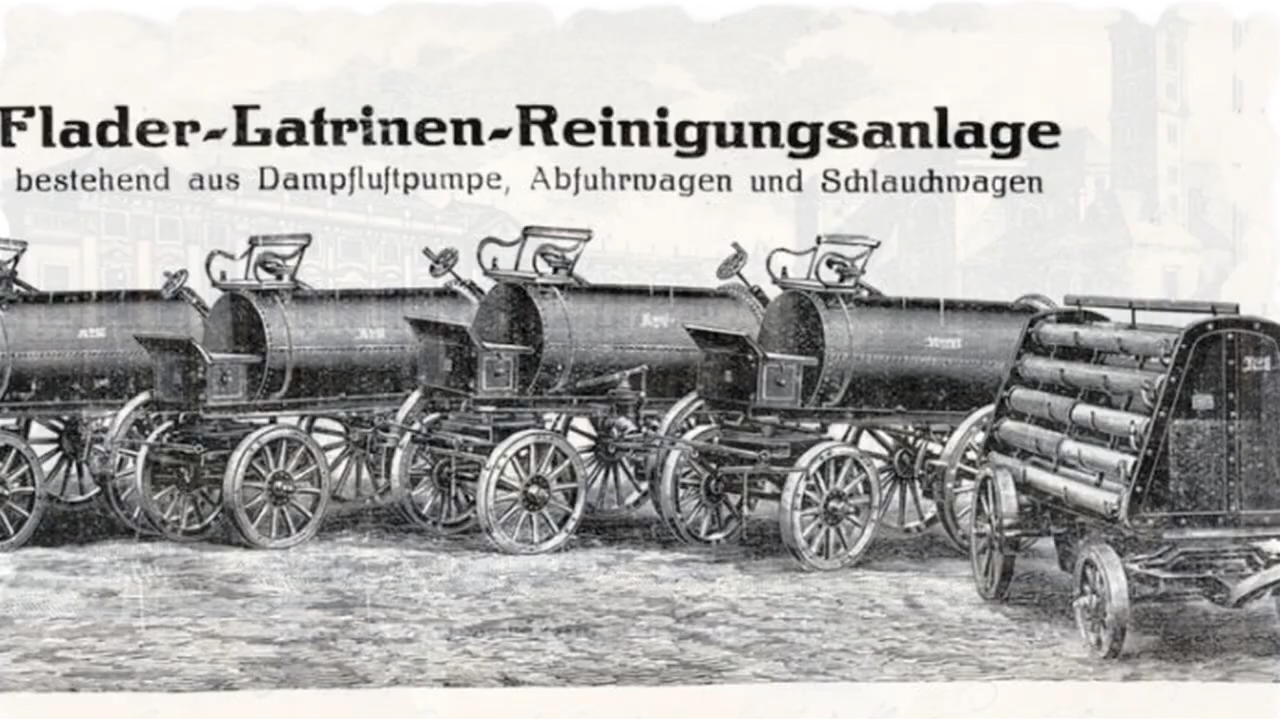 Flader-Latrinen-Reinigungsanlage
bestehend aus Dampfluftpumpe, Abfuhrwagen und Schlauchwagen